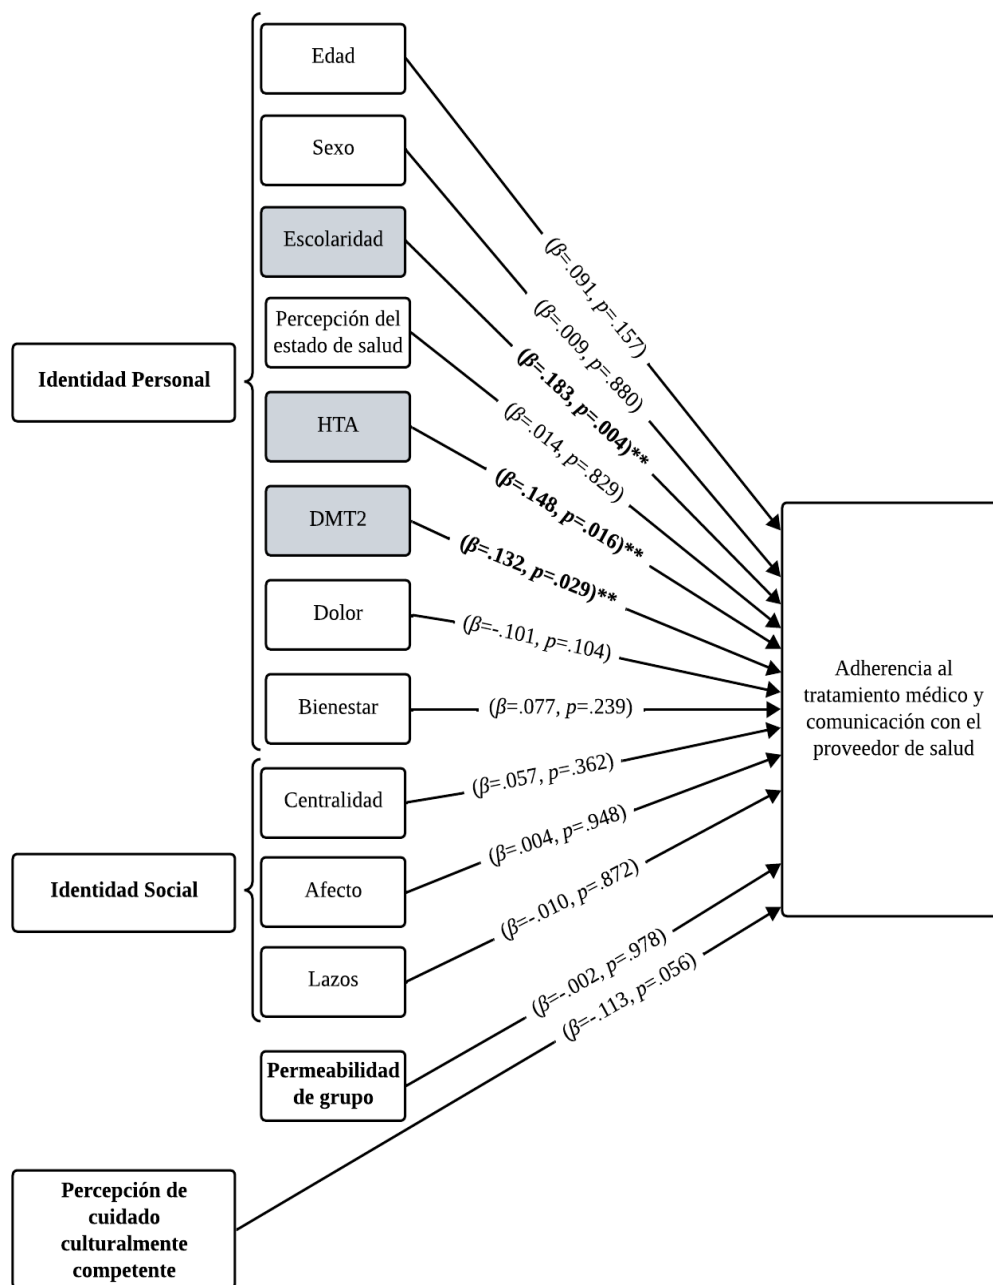 Edad
(β=.091, p=.157)
Sexo
(β=.009, p=.880)
Escolaridad
(β=.183, p=.004)**
Percepción del
estado de salud
(β=.014, p=.829)
Identidad Personal
HTA
(β=.148, p=.016)**
DMT2
(β=.132, p=.029)**
Dolor
(β=-.101, p=.104)
Bienestar
(β=.077, p=.239)
Adherencia al
tratamiento médico y
comunicación con el
proveedor de salud
Centralidad
(β=.057, p=.362)
Identidad Social
Afecto
(β=.004, p=.948)
Lazos
(β=-.010, p=.872)
Permeabilidad
de grupo
(β=-.002, p=.978)
(β=-.113, p=.056)
Percepción de
cuidado
culturalmente
competente